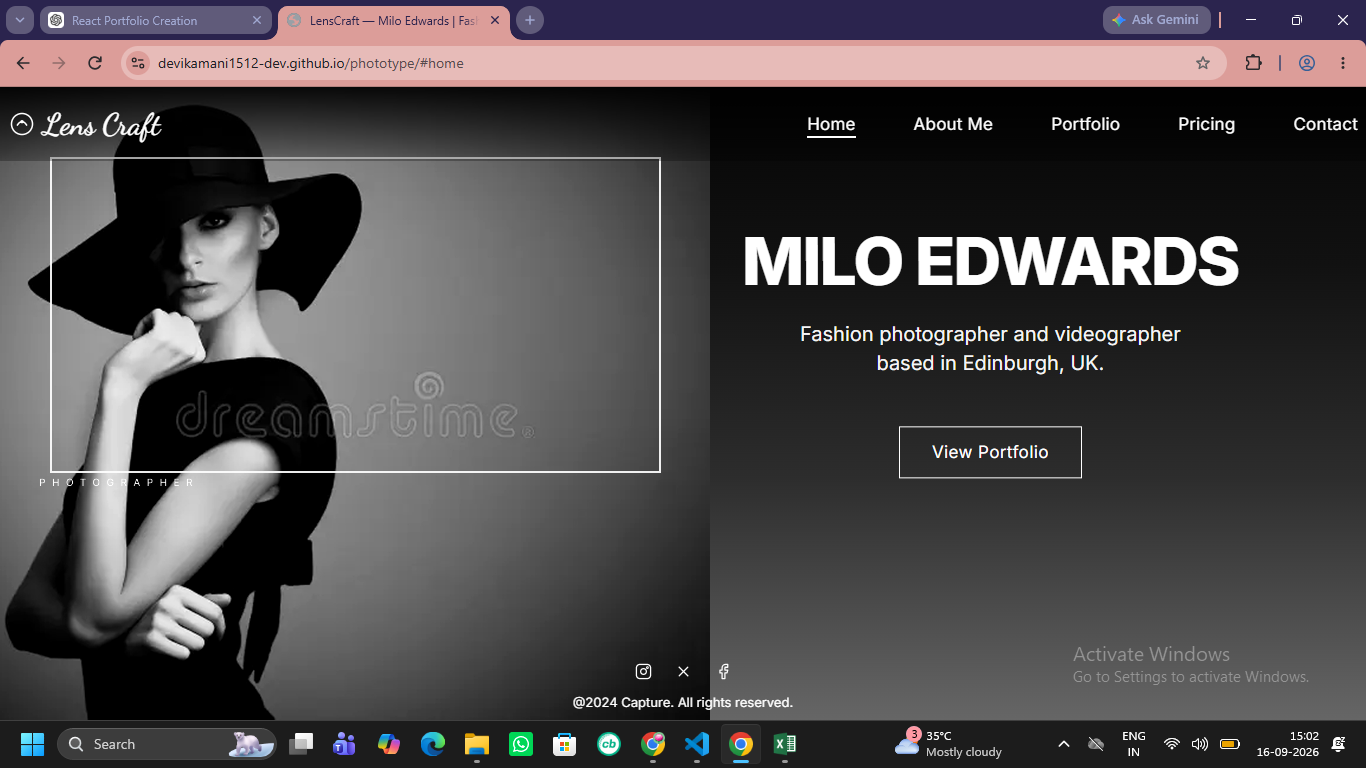 React Portfolio Creation
LensCraft — Milo Edwards | Fas
Ask Gemini
devikamani1512-dev.github.io/phototype/#home
Lens Craft
Home
About Me
Portfolio
Pricing
Contact
MILO EDWARDS
Fashion photographer and videographer
based in Edinburgh, UK.
View Portfolio
dreamstime®
PHOTOGRAPHER
@2024 Capture. All rights reserved.
Activate Windows
Go to Settings to activate Windows.
Search
cb
3
35°C
Mostly cloudy
ENG
IN
15:02
16-09-2026